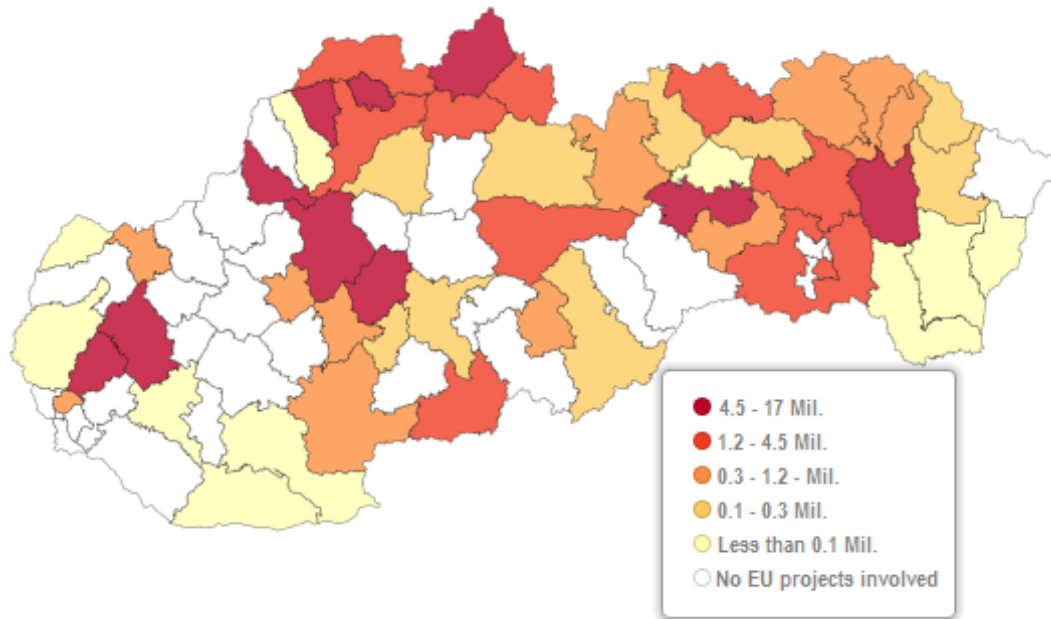 4.5 - 17 Mil.
1.2 - 4.5 Mil.
0.3 - 1.2 - Mil.
0.1 - 0.3 Mil.
Less than 0.1 Mil.
No EU projects involved